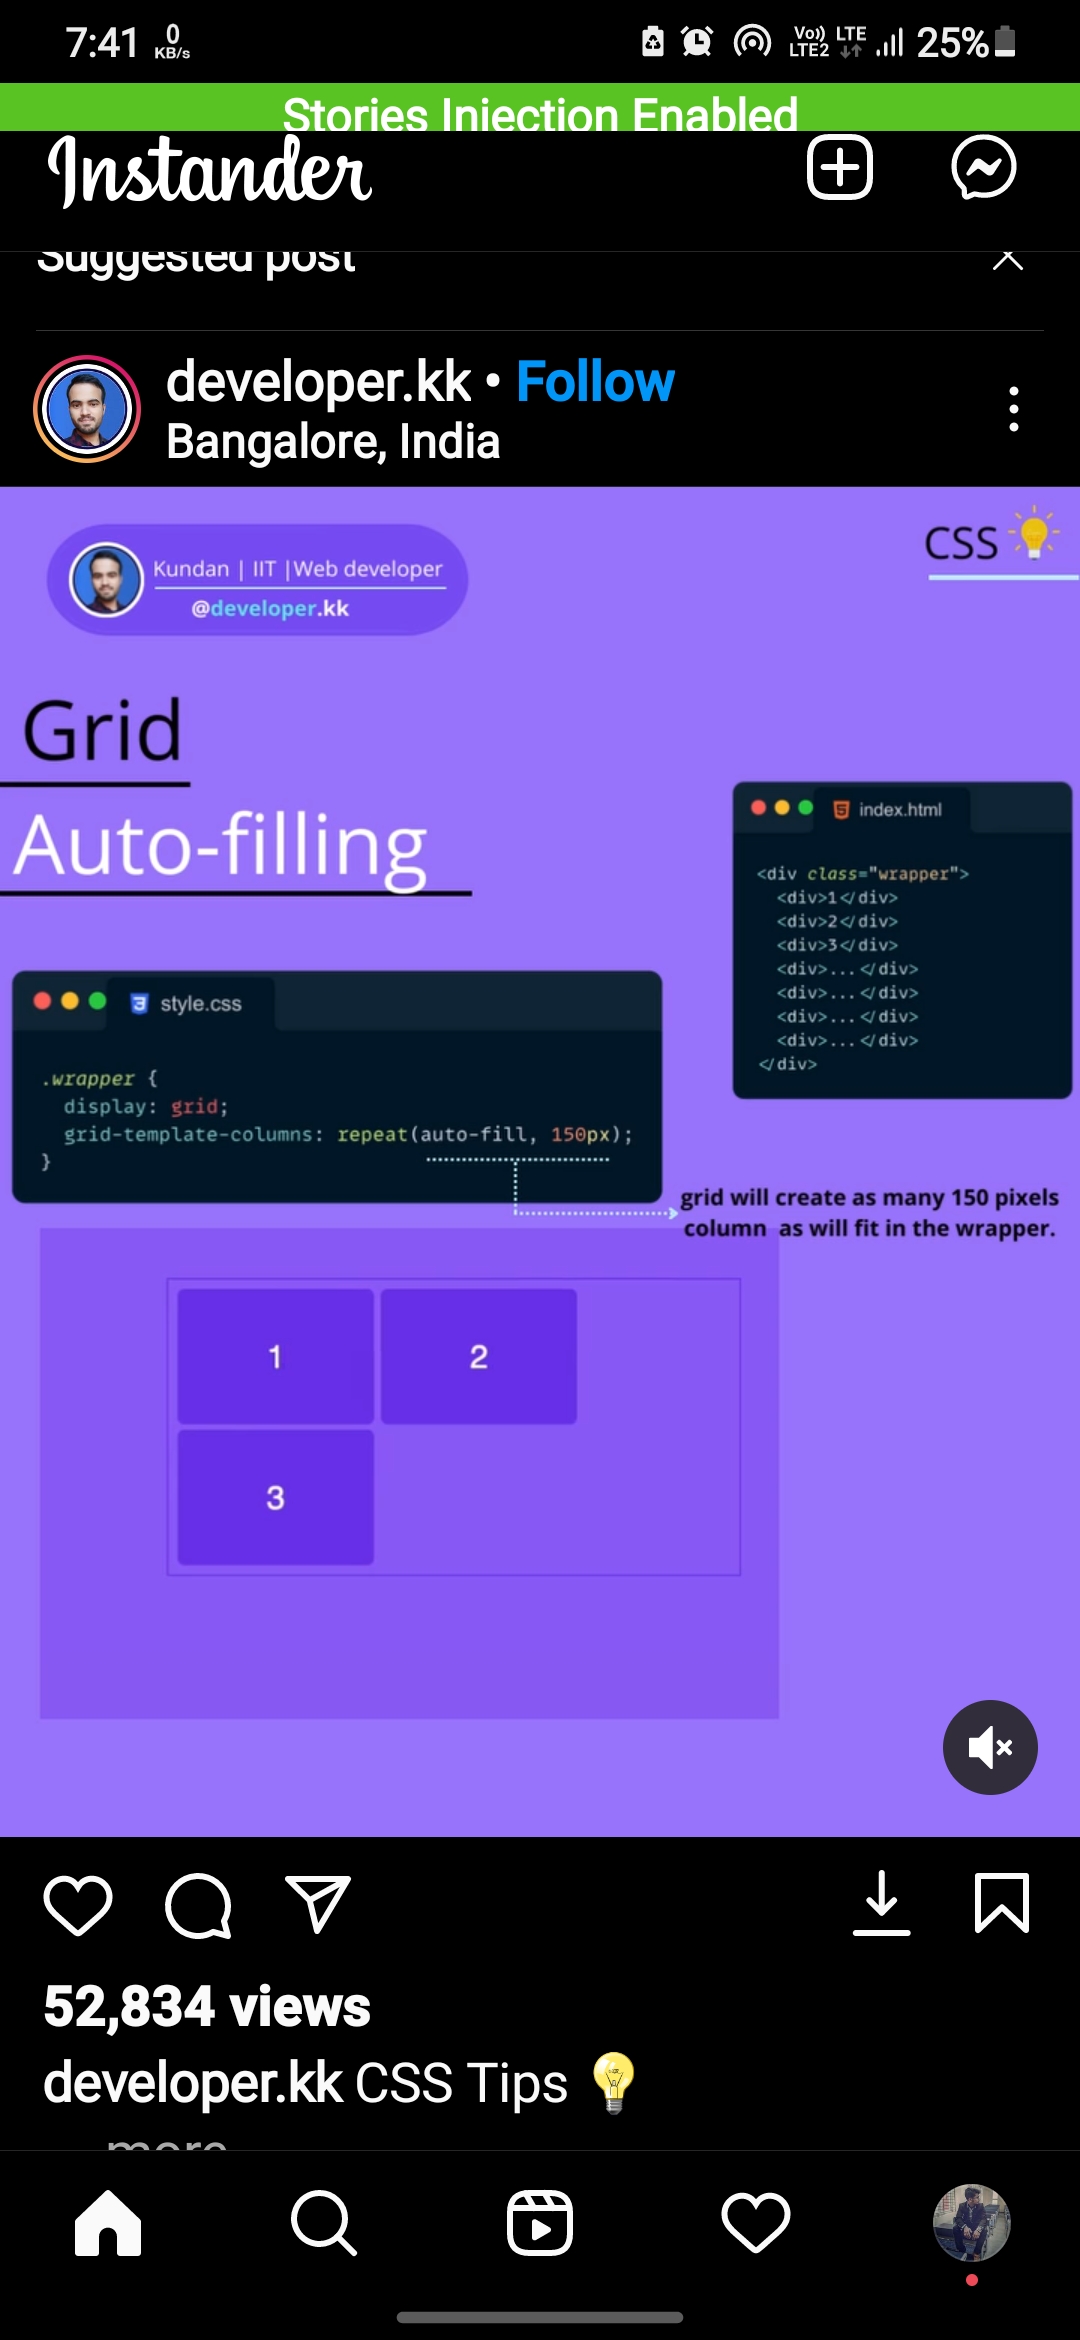 7:41 0 KB/s Vo)) LTE2 LTE 25%
Stories Injection Enabled
Instander
Suggested post
developer.kk • Follow
Bangalore, India
Kundan | IIT |Web developer
@developer.kk
CSS
Grid
Auto-filling
index.html
<div class="wrapper">
<div>1</div>
<div>2</div>
<div>3</div>
<div>...</div>
<div>...</div>
<div>...</div>
<div>...</div>
</div>
style.css
.wrapper {
display: grid;
grid-template-columns: repeat(auto-fill, 150px);
}
grid will create as many 150 pixels
column as will fit in the wrapper.
1
2
3
52,834 views
developer.kk CSS Tips 💡
... more